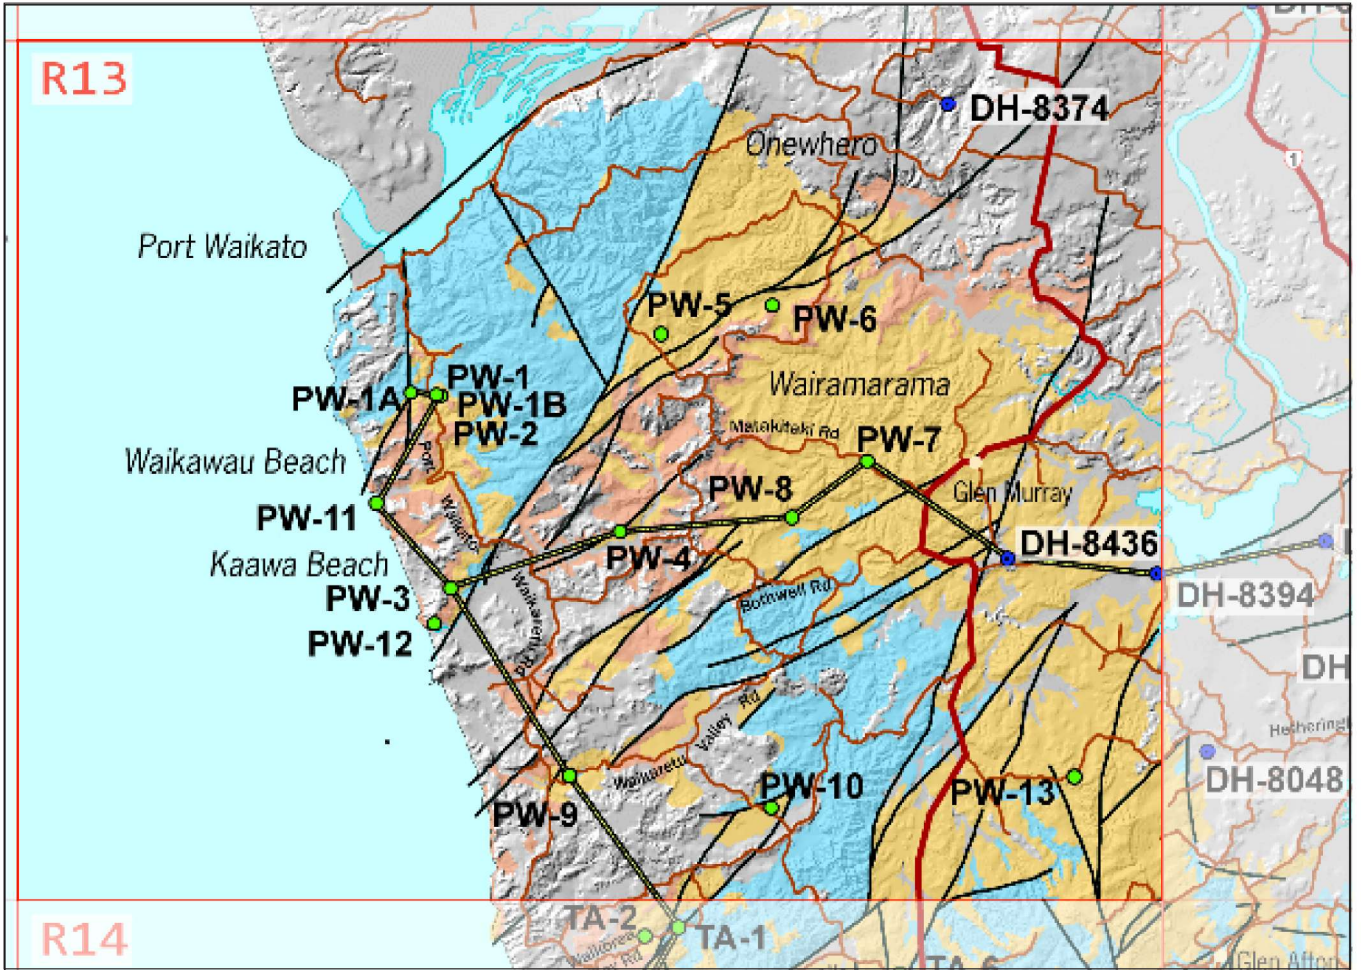 R13
DH-8374
Onewhero
1
Port Waikato
PW-5
PW-6
PW-1
PW-1A
PW-1B
PW-2
Wairamarama
Matakitaki Rd
PW-7
Waikawau Beach
Port
Waikato
PW-8
Glen Murray
PW-11
DH-8436
Kaawa Beach
PW-4
PW-3
Bothwell Rd
DH-8394
PW-12
DH
Valley Rd
PW-10
PW-13
DH-8048
PW-9
TA-2
TA-1
R14
Glen Afton